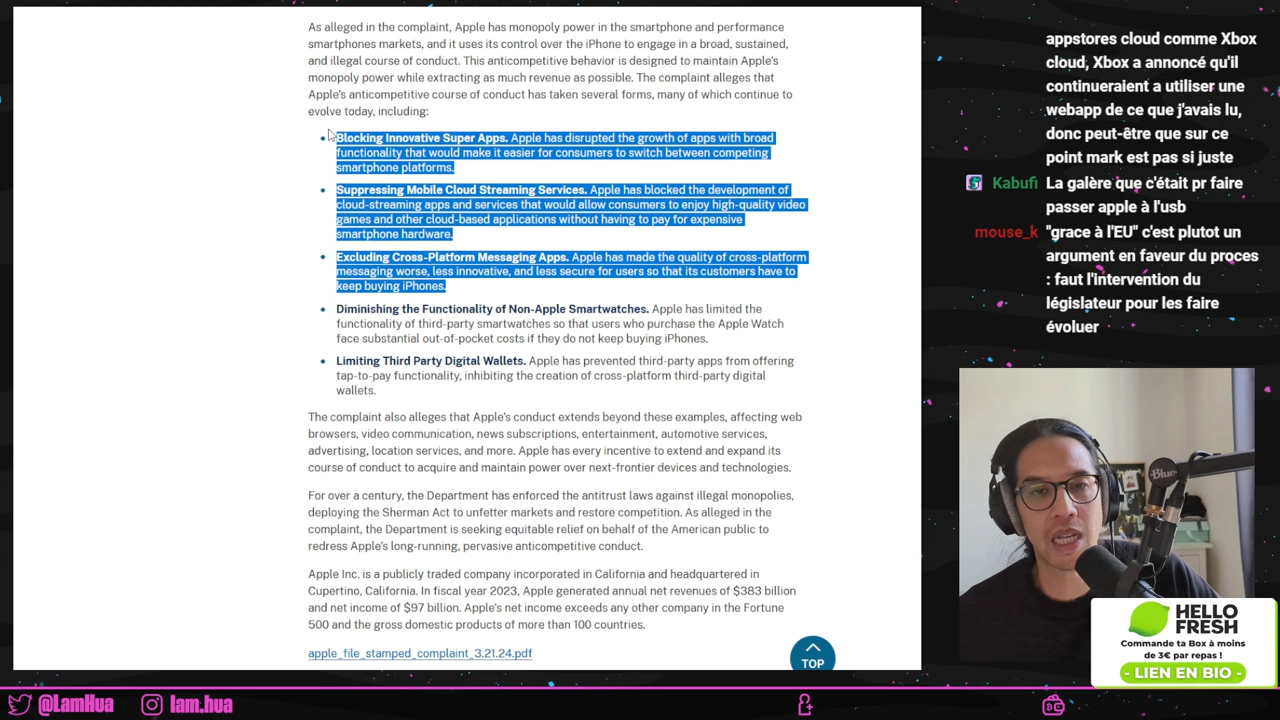 As alleged in the complaint, Apple has monopoly power in the smartphone and performance
smartphones markets, and it uses its control over the iPhone to engage in a broad, sustained,
and illegal course of conduct. This anticompetitive behavior is designed to maintain Apple's
monopoly power while extracting as much revenue as possible. The complaint alleges that
Apple's anticompetitive course of conduct has taken several forms, many of which continue to
evolve today, including:
• Blocking Innovative Super Apps. Apple has disrupted the growth of apps with broad
functionality that would make it easier for consumers to switch between competing
smartphone platforms.
• Suppressing Mobile Cloud Streaming Services. Apple has blocked the development of
cloud-streaming apps and services that would allow consumers to enjoy high-quality video
games and other cloud-based applications without having to pay for expensive
smartphone hardware.
• Excluding Cross-Platform Messaging Apps. Apple has made the quality of cross-platform
messaging worse, less innovative, and less secure for users so that its customers have to
keep buying iPhones.
• Diminishing the Functionality of Non-Apple Smartwatches. Apple has limited the
functionality of third-party smartwatches so that users who purchase the Apple Watch
face substantial out-of-pocket costs if they do not keep buying iPhones.
• Limiting Third Party Digital Wallets. Apple has prevented third-party apps from offering
tap-to-pay functionality, inhibiting the creation of cross-platform third-party digital
wallets.
The complaint also alleges that Apple's conduct extends beyond these examples, affecting web
browsers, video communication, news subscriptions, entertainment, automotive services,
advertising, location services, and more. Apple has every incentive to extend and expand its
course of conduct to acquire and maintain power over next-frontier devices and technologies.
For over a century, the Department has enforced the antitrust laws against illegal monopolies,
deploying the Sherman Act to unfetter markets and restore competition. As alleged in the
complaint, the Department is seeking equitable relief on behalf of the American public to
redress Apple's long-running, pervasive anticompetitive conduct.
Apple Inc. is a publicly traded company incorporated in California and headquartered in
Cupertino, California. In fiscal year 2023, Apple generated annual net revenues of $383 billion
and net income of $97 billion. Apple's net income exceeds any other company in the Fortune
500 and the gross domestic products of more than 100 countries.
apple_file_stamped_complaint_3.21.24.pdf
TOP
appstores cloud comme Xbox
cloud, Xbox a annoncé qu'il
continueraient a utiliser une
webapp de ce que j'avais lu,
donc peut-être que sur ce
point mark est pas si juste
Kabufi La galère que c'était pr faire
passer apple à l'usb
mouse_k "grace à l'EU" c'est plutot un
argument en faveur du proces
: faut l'intervention du
législateur pour les faire
évoluer
Blue
HELLO
FRESH
Commande ta Box à moins
de 3€ par repas !
- LIEN EN BIO -
@LamHua
lam.hua